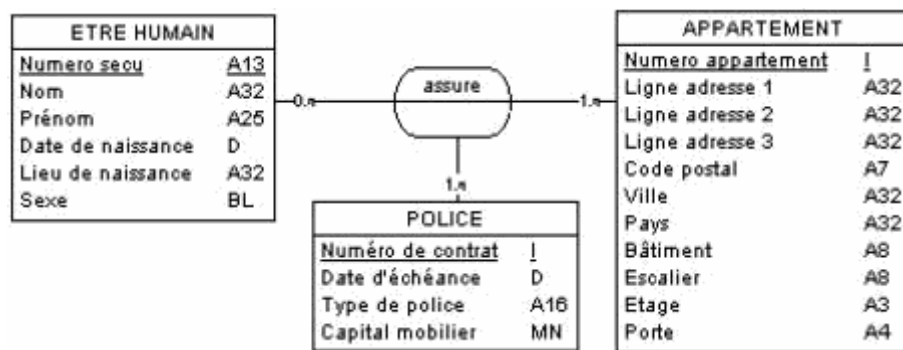 ETRE HUMAIN
Numero secu A13
Nom A32
Prénom A25
Date de naissance D
Lieu de naissance A32
Sexe BL
0.n
assure
1.n
1.n
APPARTEMENT
Numero appartement I
Ligne adresse 1 A32
Ligne adresse 2 A32
Ligne adresse 3 A32
Code postal A7
Ville A32
Pays A32
Bâtiment A8
Escalier A8
Etage A3
Porte A4
POLICE
Numéro de contrat I
Date d'échéance D
Type de police A16
Capital mobilier MN